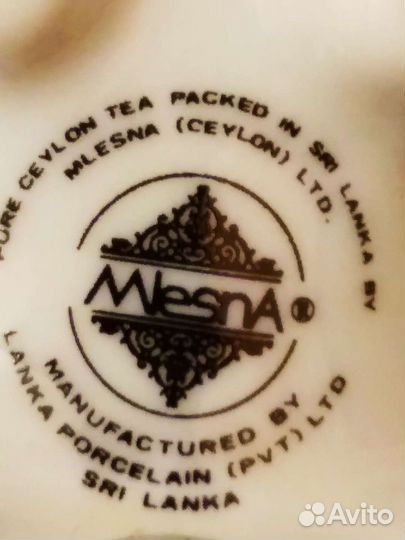 PURE CEYLON TEA PACKED IN SRI LANKA BY
MLESNA (CEYLON) LTD.
MlesnA ®
MANUFACTURED BY
LANKA PORCELAIN (PVT) LTD
SRI LANKA
Avito